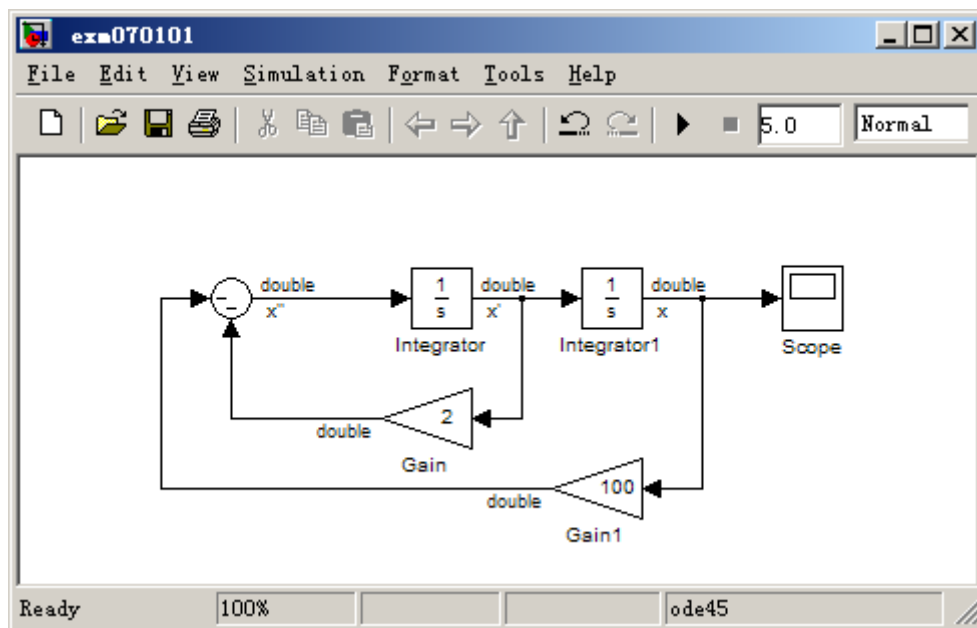 exm070101
File Edit View Simulation Format Tools Help
5.0 Normal
double double double
- 1 1
- s s
x'' x' x
Integrator Integrator1 Scope
2
double
Gain
100
double
Gain1
Ready 100% ode45